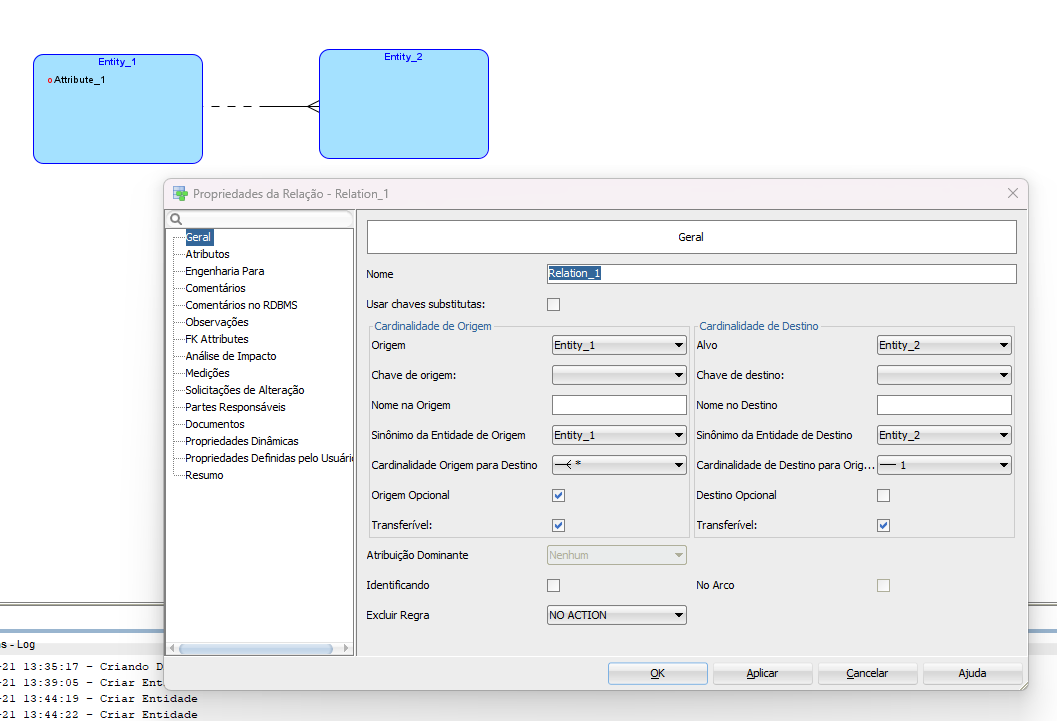 Entity_1
Attribute_1
Entity_2
Propriedades da Relação - Relation_1
Geral
Atributos
Engenharia Para
Comentários
Comentários no RDBMS
Observações
FK Attributes
Análise de Impacto
Medições
Solicitações de Alteração
Partes Responsáveis
Documentos
Propriedades Dinâmicas
Propriedades Definidas pelo Usuári
Resumo
Geral
Nome Relation_1
Usar chaves substitutas:
Cardinalidade de Origem
Origem Entity_1
Chave de origem:
Nome na Origem
Sinônimo da Entidade de Origem Entity_1
Cardinalidade Origem para Destino *
Origem Opcional
Transferível:
Cardinalidade de Destino
Alvo Entity_2
Chave de destino:
Nome no Destino
Sinônimo da Entidade de Destino Entity_2
Cardinalidade de Destino para Orig... 1
Destino Opcional
Transferível:
Atribuição Dominante Nenhum
Identificando No Arco
Excluir Regra NO ACTION
OK Aplicar Cancelar Ajuda
s - Log
-21 13:35:17 - Criando D
-21 13:39:05 - Criar Ent
-21 13:44:19 - Criar Entidade
-21 13:44:22 - Criar Entidade